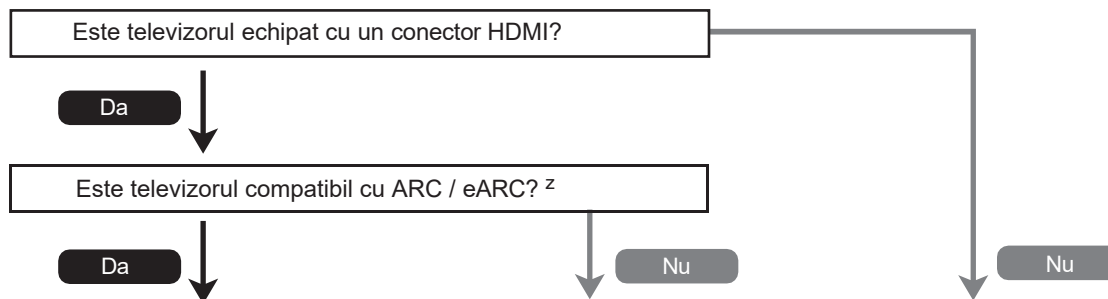 Este televizorul echipat cu un conector HDMI?
Da
Este televizorul compatibil cu ARC / eARC? z
Da Nu Nu